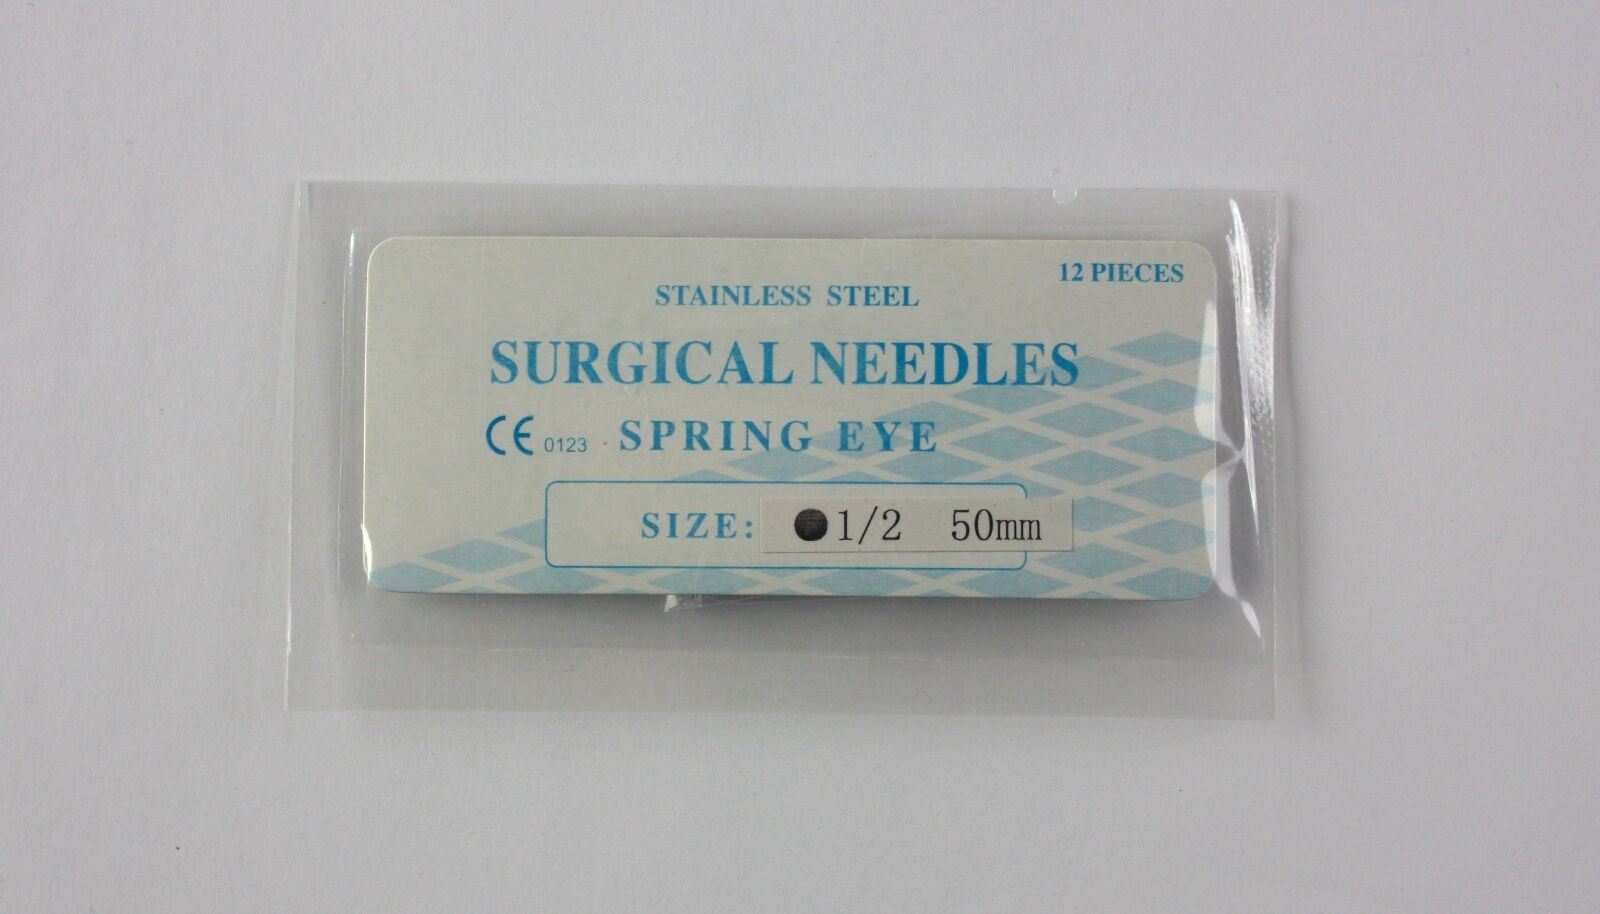 12 PIECES
STAINLESS STEEL
SURGICAL NEEDLES
CE 0123 · SPRING EYE
SIZE: ●1/2 50mm